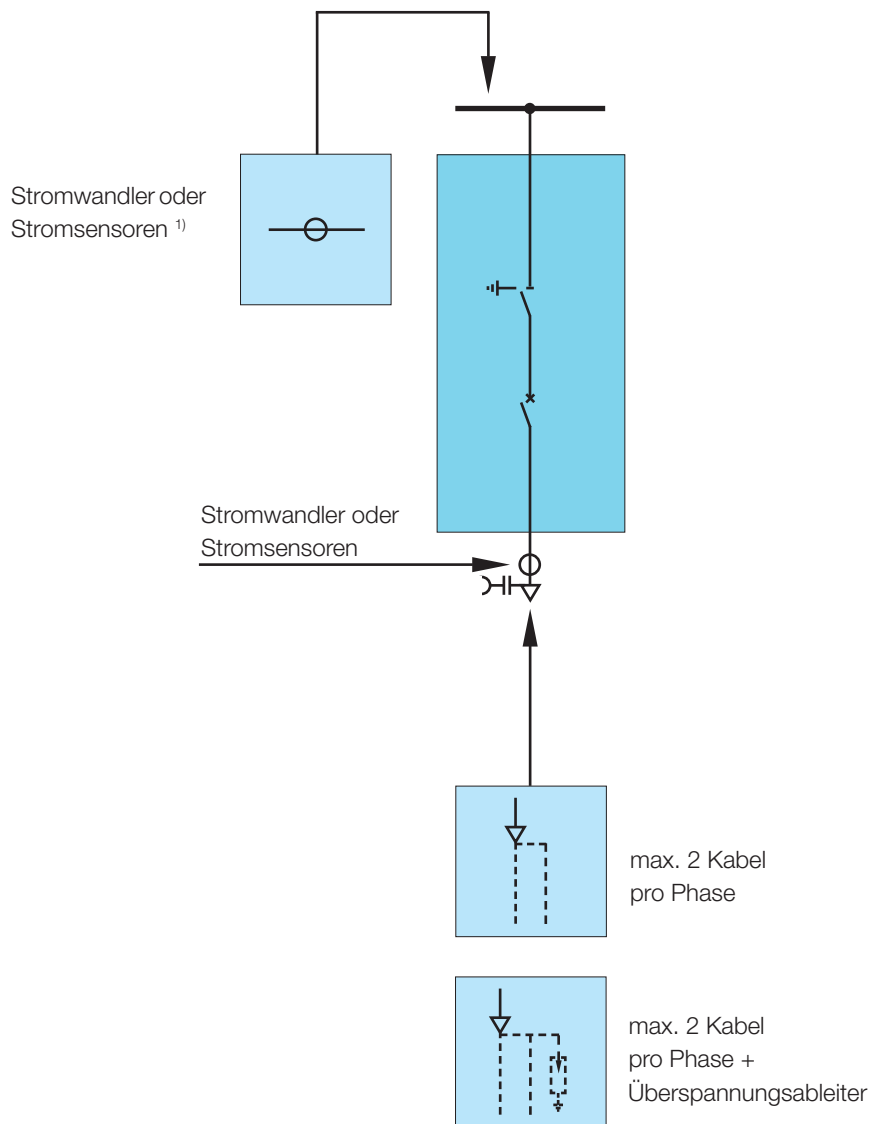 Stromwandler oder
Stromsensoren 1)
Stromwandler oder
Stromsensoren
max. 2 Kabel
pro Phase
max. 2 Kabel
pro Phase +
Überspannungsableiter